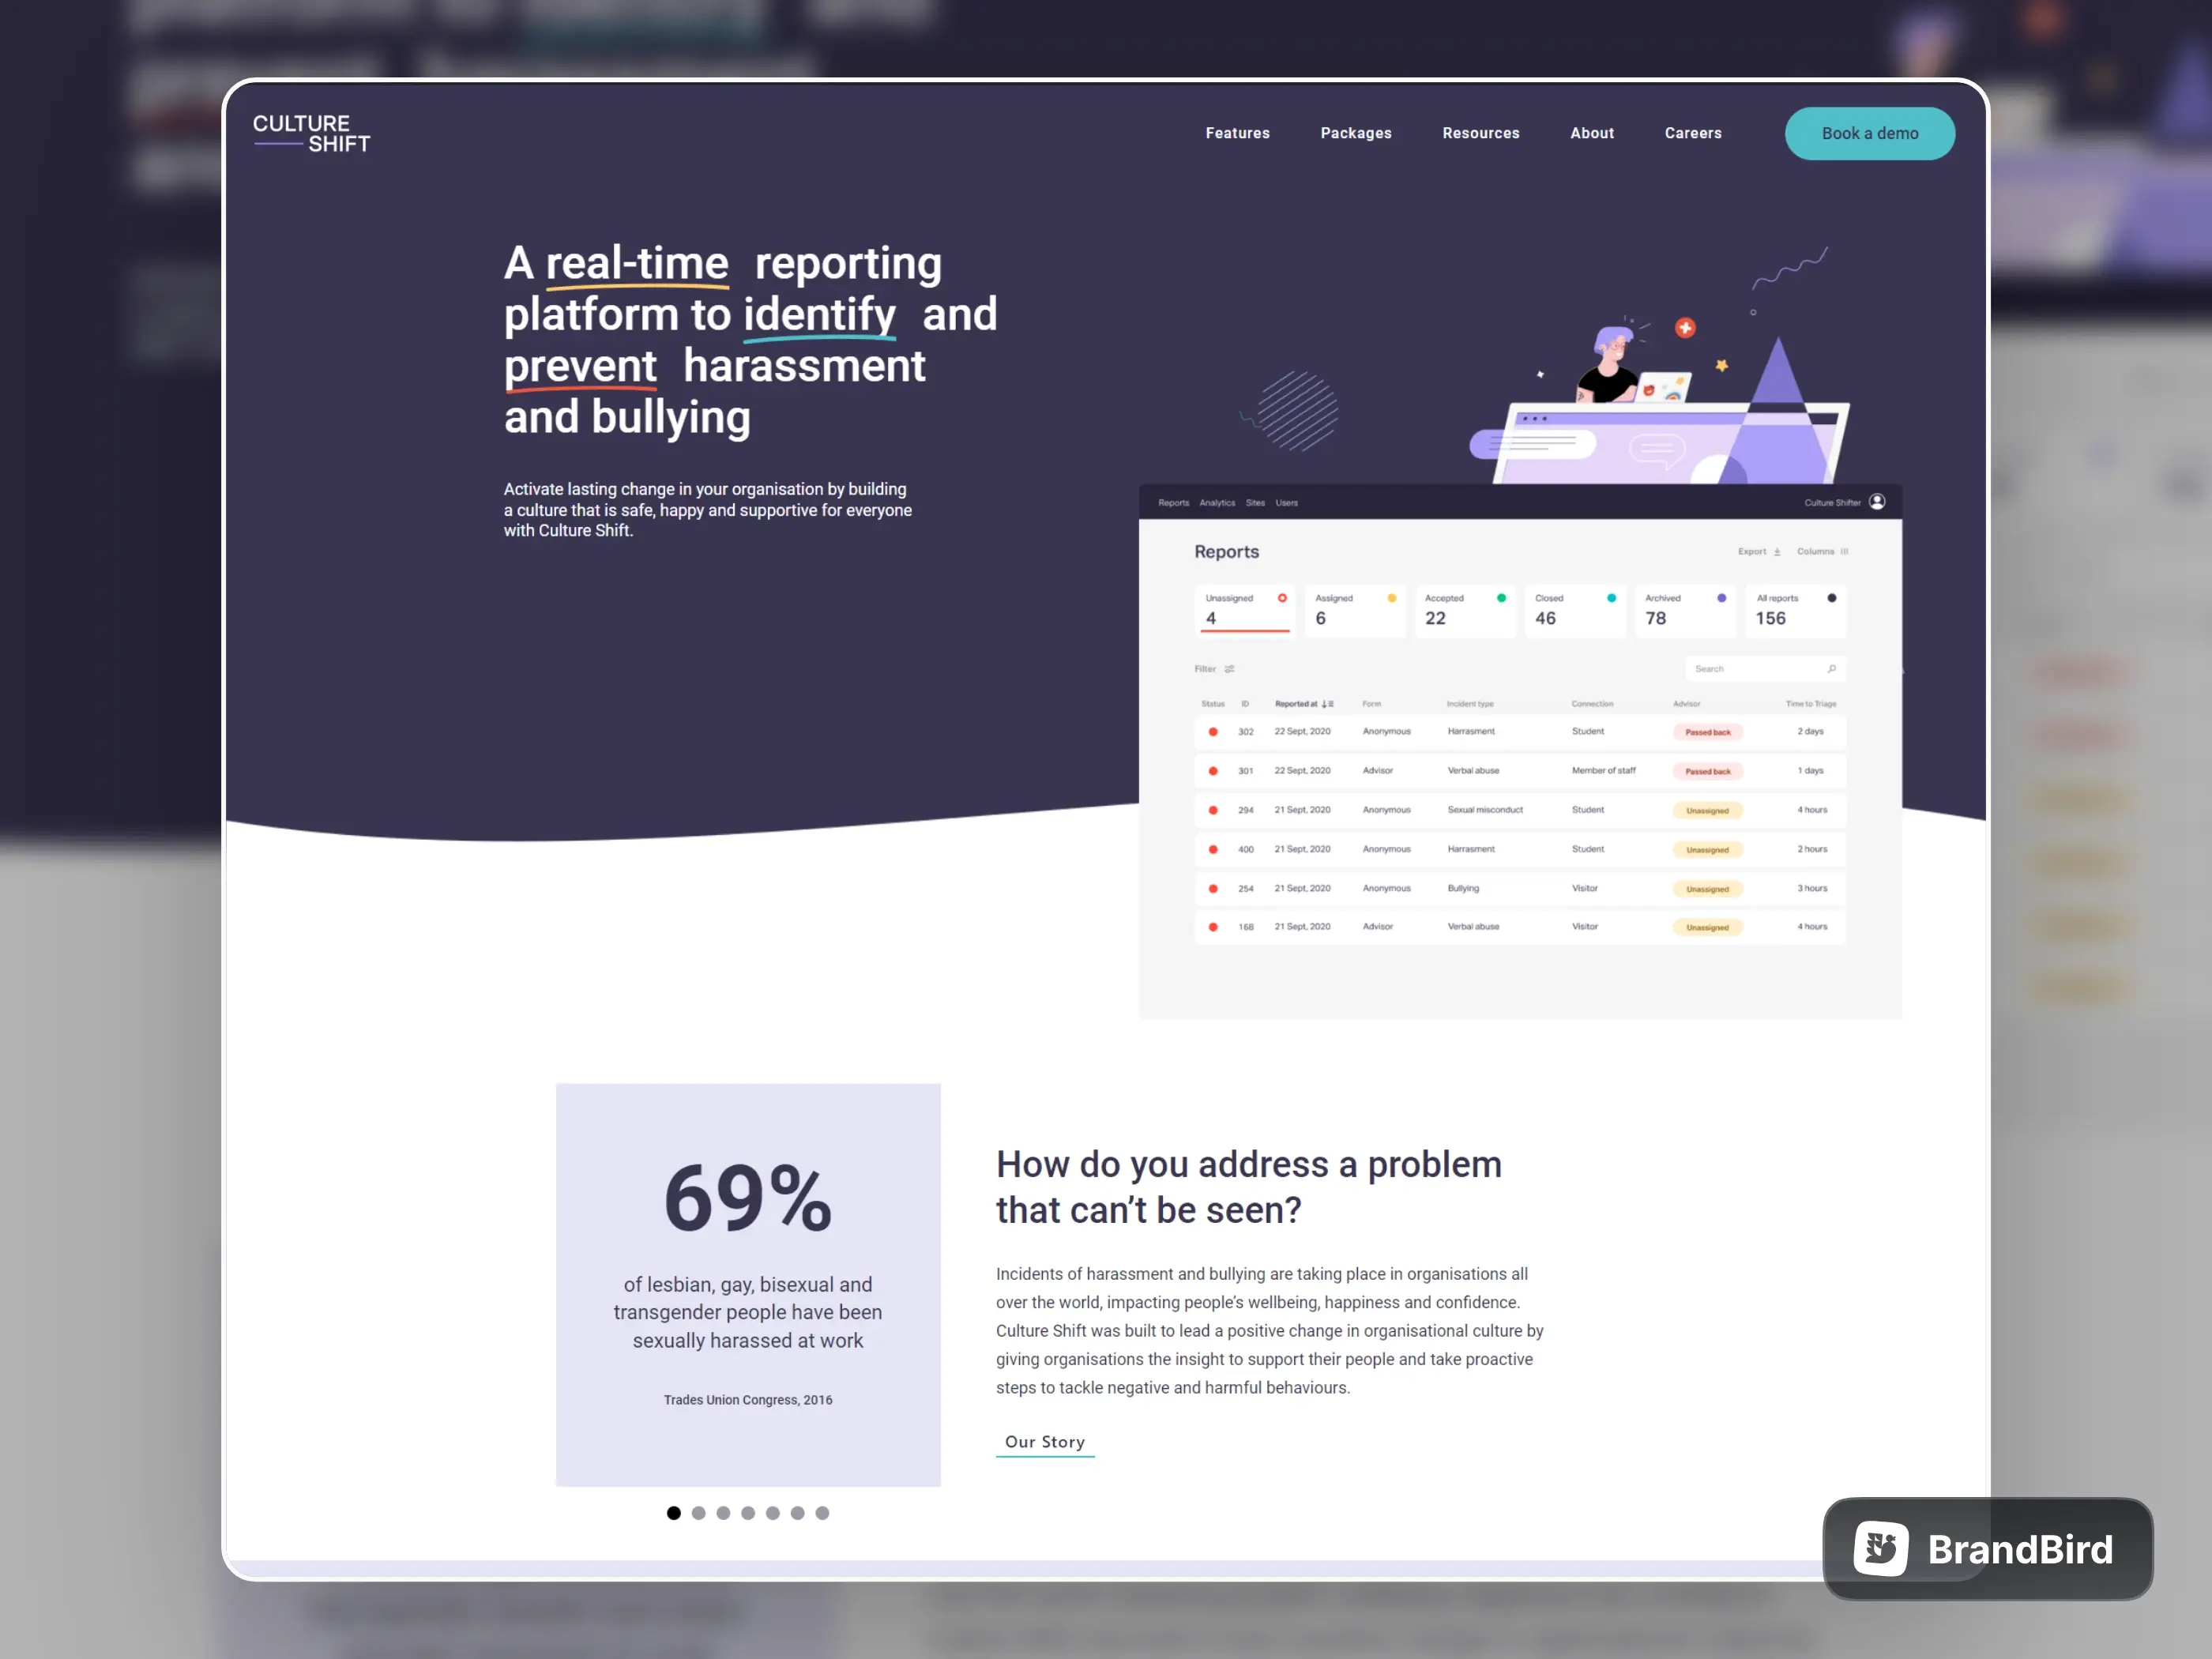 CULTURE
SHIFT
Features Packages Resources About Careers Book a demo
A real-time reporting
platform to identify and
prevent harassment
and bullying
Activate lasting change in your organisation by building
a culture that is safe, happy and supportive for everyone
with Culture Shift.
Reports Analytics Sites Users Culture Shifter
Reports Export Columns
Unassigned Assigned Accepted Closed Archived All reports
4 6 22 46 78 156
Filter Search
Status ID Reported at Form Incident type Connection Advisor Time to Triage
302 22 Sept, 2020 Anonymous Harrasment Student Passed back 2 days
301 22 Sept, 2020 Advisor Verbal abuse Member of staff Passed back 1 days
294 21 Sept, 2020 Anonymous Sexual misconduct Student Unassigned 4 hours
400 21 Sept, 2020 Anonymous Harrasment Student Unassigned 2 hours
254 21 Sept, 2020 Anonymous Bullying Visitor Unassigned 3 hours
168 21 Sept, 2020 Advisor Verbal abuse Visitor Unassigned 4 hours
69%
of lesbian, gay, bisexual and
transgender people have been
sexually harassed at work
Trades Union Congress, 2016
How do you address a problem
that can’t be seen?
Incidents of harassment and bullying are taking place in organisations all
over the world, impacting people’s wellbeing, happiness and confidence.
Culture Shift was built to lead a positive change in organisational culture by
giving organisations the insight to support their people and take proactive
steps to tackle negative and harmful behaviours.
Our Story
BrandBird